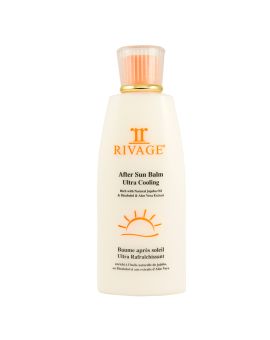 RIVAGE®
After Sun Balm
Ultra Cooling
Rich with Natural Jojoba Oil
& Bisabolol & Aloe Vera Extract
Baume après soleil
Ultra Rafraîchissant
enrichi à l'huile naturelle de jojoba,
au Bisabolol & aux extraits d'Aloe Vera